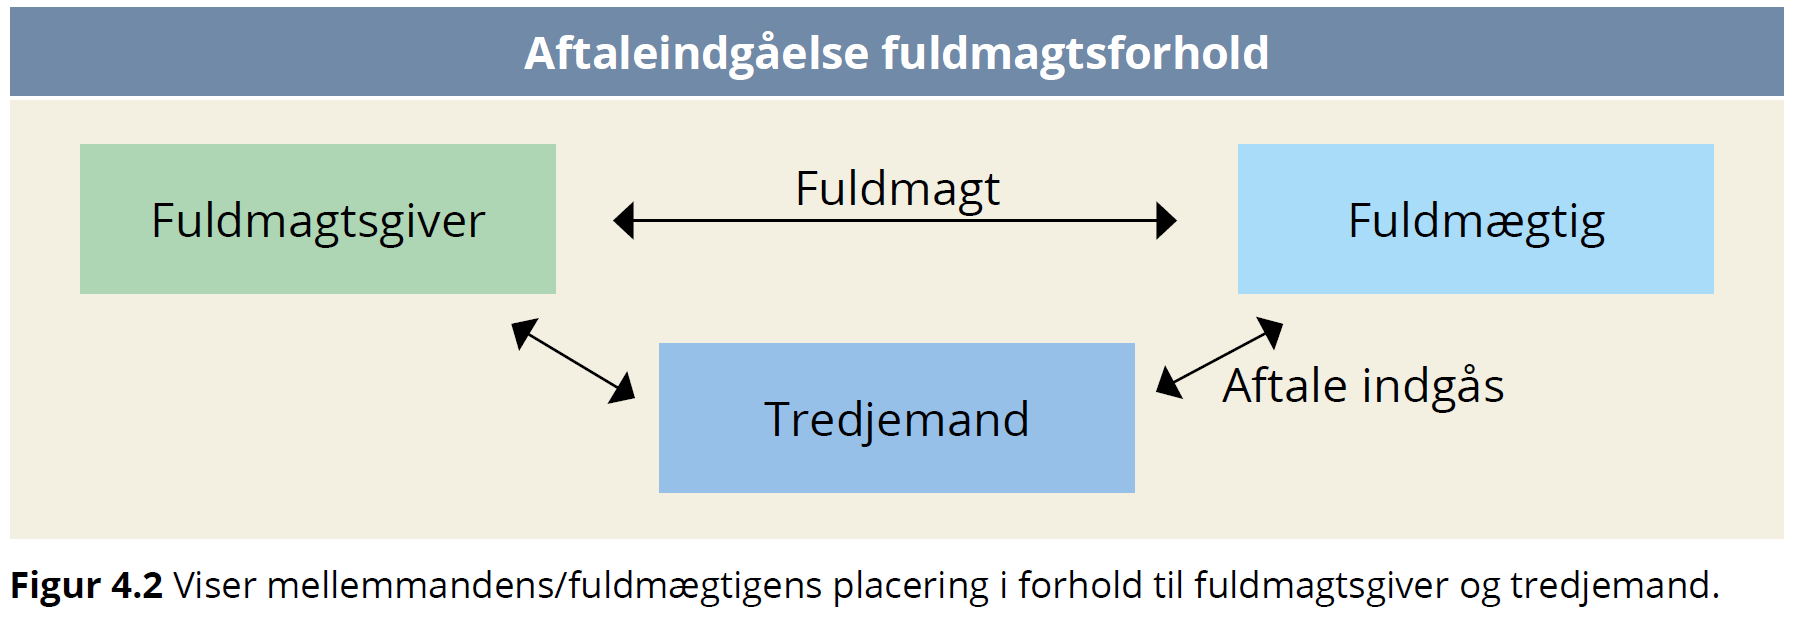 Aftaleindgåelse fuldmagtsforhold
Fuldmagtsgiver
Fuldmagt
Fuldmægtig
Tredjemand
Aftale indgås
Figur 4.2 Viser mellemmandens/fuldmægtigens placering i forhold til fuldmagtsgiver og tredjemand.